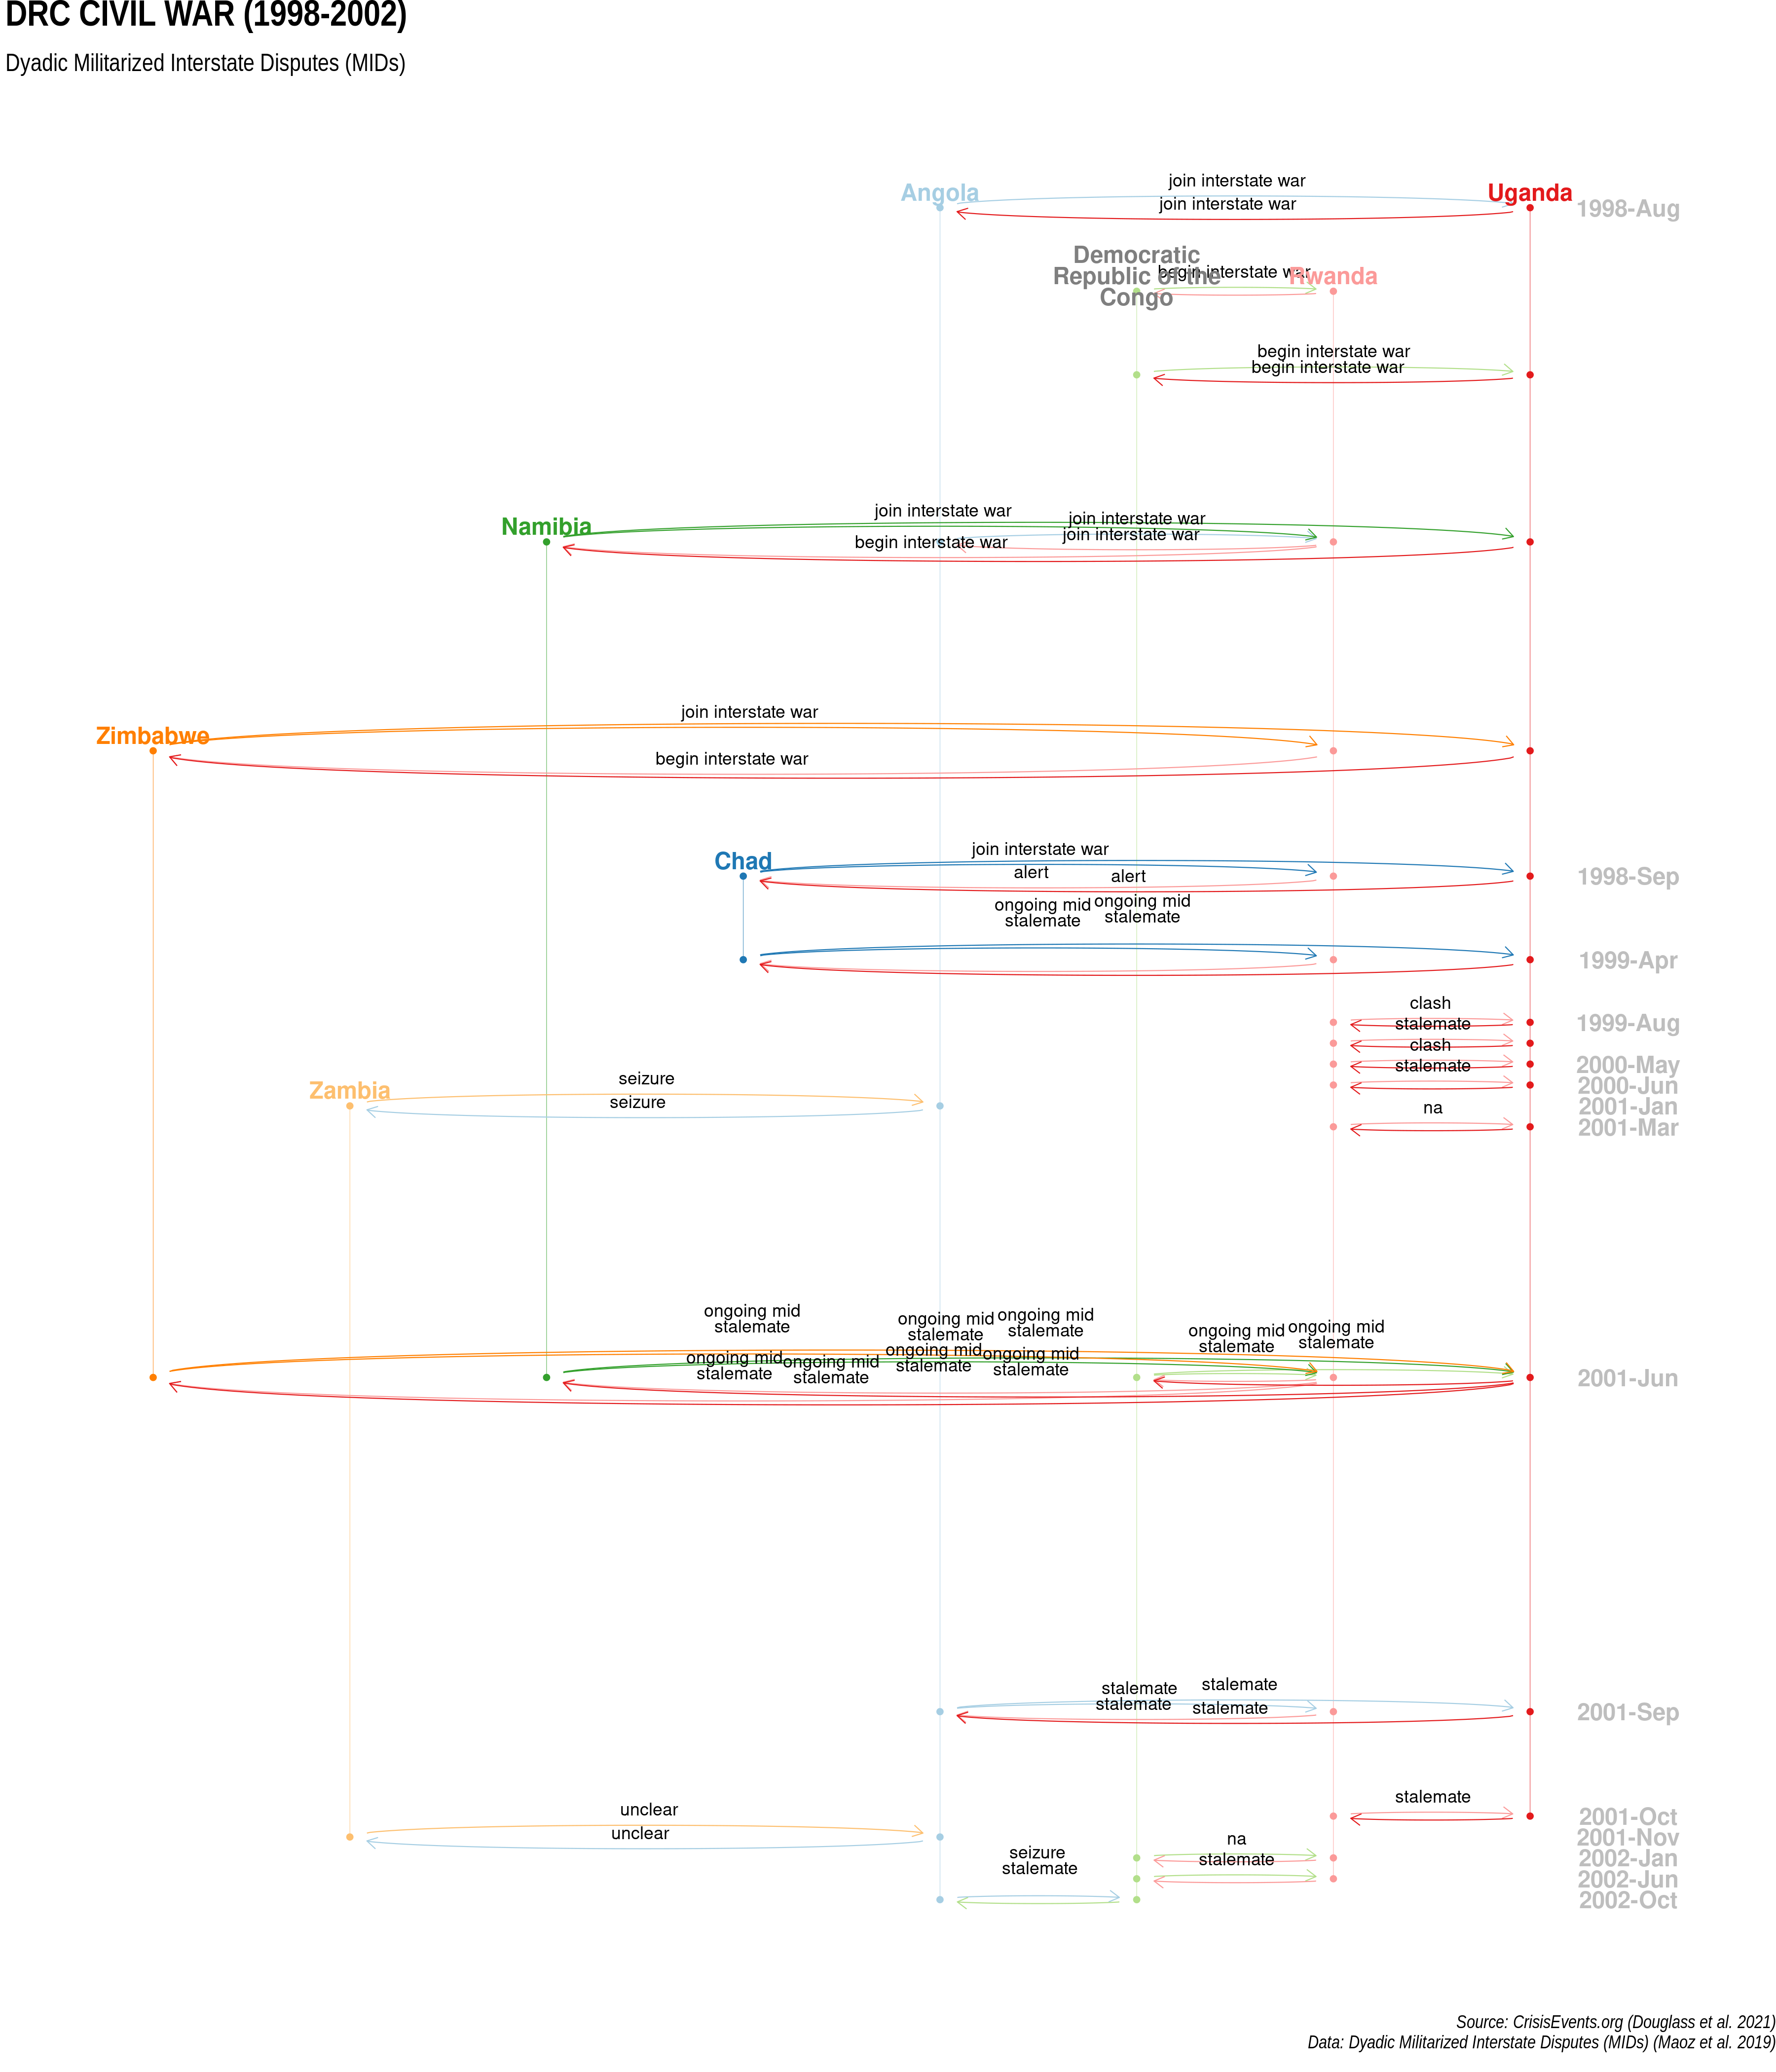 DRC CIVIL WAR (1998-2002)
Dyadic Militarized Interstate Disputes (MIDs)
join interstate war
Angola
Uganda
join interstate war
1998-Aug
Democratic
Republic of the
Congo
begin interstate war
Rwanda
begin interstate war
begin interstate war
join interstate war
join interstate war
Namibia
join interstate war
begin interstate war
join interstate war
Zimbabwe
begin interstate war
join interstate war
Chad
alert
alert
1998-Sep
ongoing mid
stalemate
ongoing mid
stalemate
1999-Apr
clash
stalemate
1999-Aug
clash
stalemate
2000-May
2000-Jun
seizure
Zambia
seizure
2001-Jan
na
2001-Mar
ongoing mid
stalemate
ongoing mid
stalemate
ongoing mid
stalemate
ongoing mid
stalemate
ongoing mid
stalemate
ongoing mid
stalemate
ongoing mid
stalemate
ongoing mid
stalemate
ongoing mid
stalemate
2001-Jun
stalemate
stalemate
stalemate
stalemate
2001-Sep
stalemate
2001-Oct
unclear
unclear
2001-Nov
na
2002-Jan
seizure
stalemate
stalemate
2002-Jun
2002-Oct
Source: CrisisEvents.org (Douglass et al. 2021)
Data: Dyadic Militarized Interstate Disputes (MIDs) (Maoz et al. 2019)